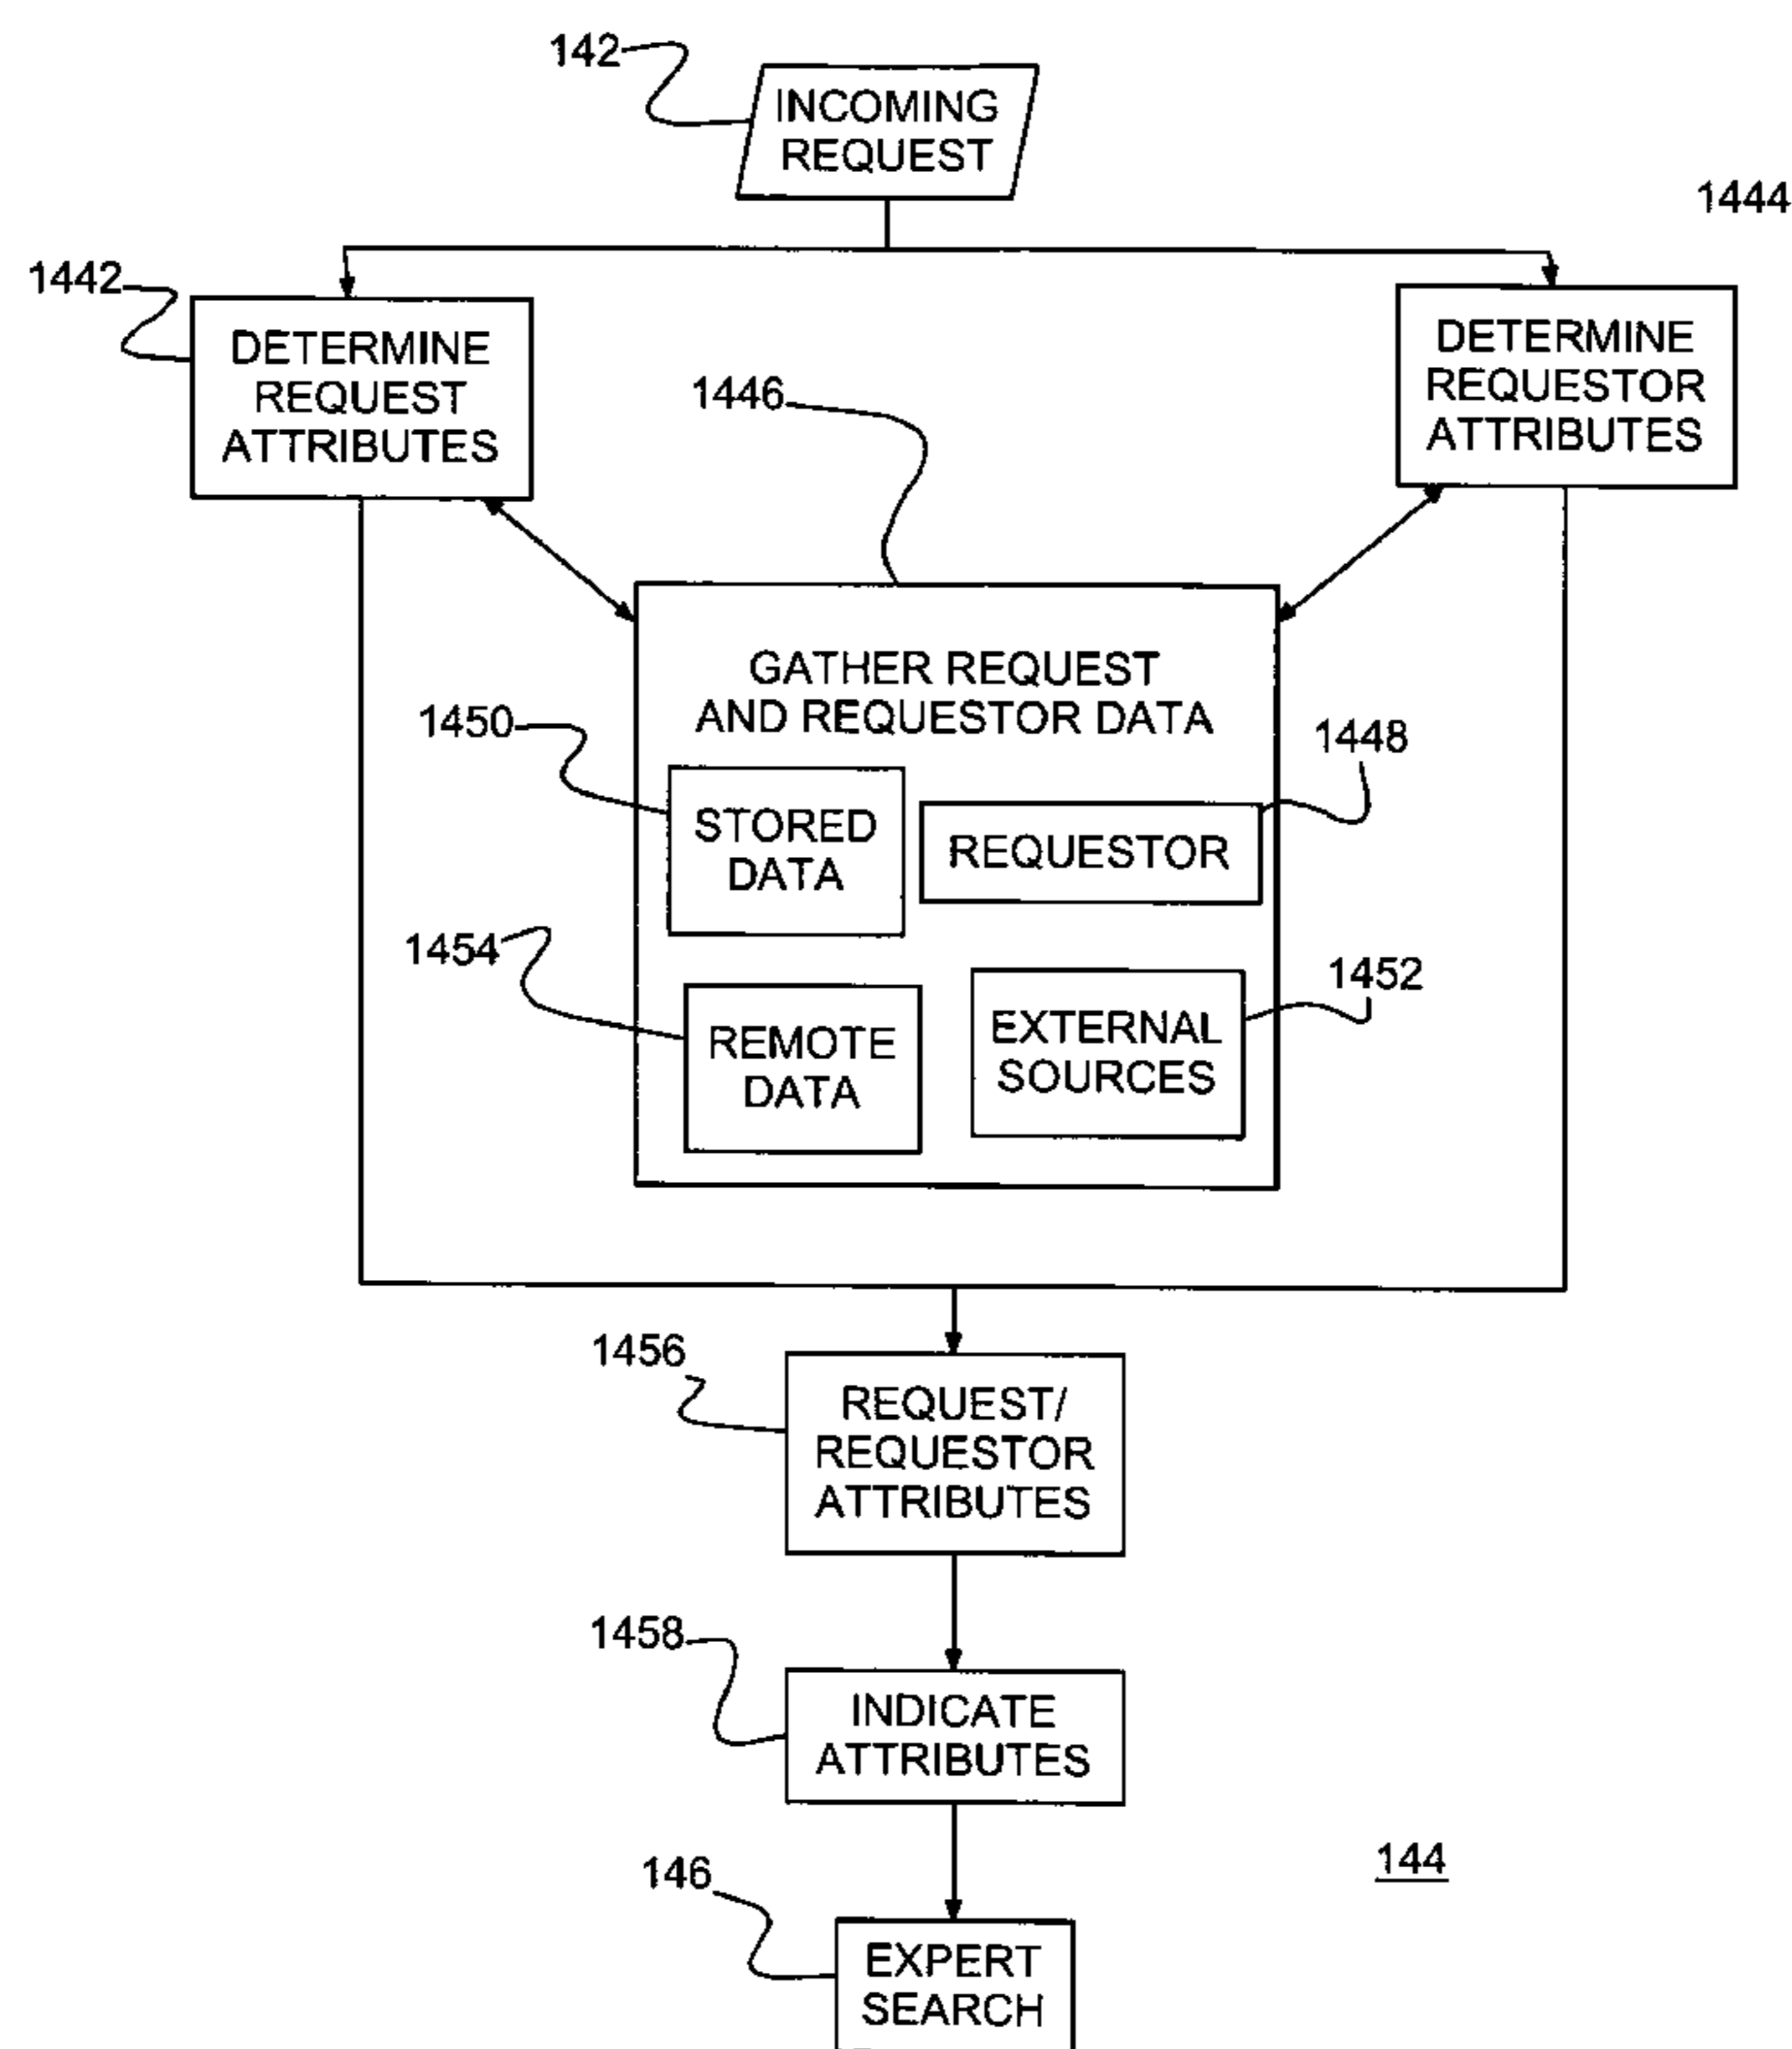 142
INCOMING
REQUEST
1444
1442
DETERMINE
REQUEST
ATTRIBUTES
DETERMINE
REQUESTOR
ATTRIBUTES
1446
GATHER REQUEST
AND REQUESTOR DATA
1450
1448
STORED
DATA
REQUESTOR
1454
1452
REMOTE
DATA
EXTERNAL
SOURCES
1456
REQUEST/
REQUESTOR
ATTRIBUTES
1458
INDICATE
ATTRIBUTES
144
146
EXPERT
SEARCH